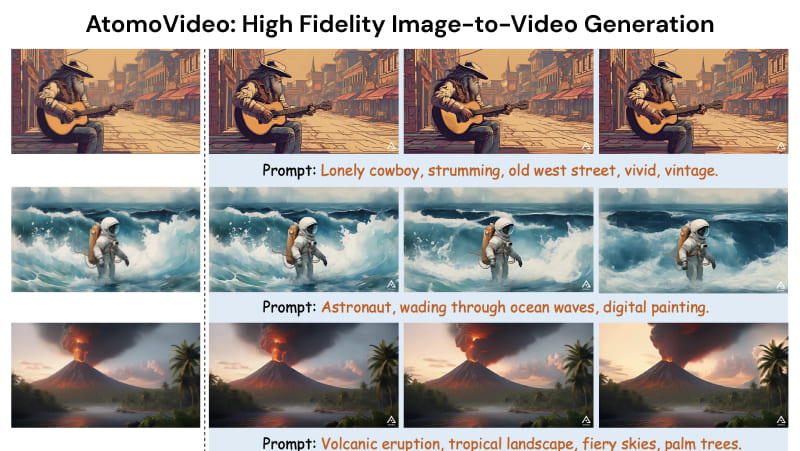 AtomoVideo: High Fidelity Image-to-Video Generation
Prompt: Lonely cowboy, strumming, old west street, vivid, vintage.
Prompt: Astronaut, wading through ocean waves, digital painting.
Prompt: Volcanic eruption, tropical landscape, fiery skies, palm trees.